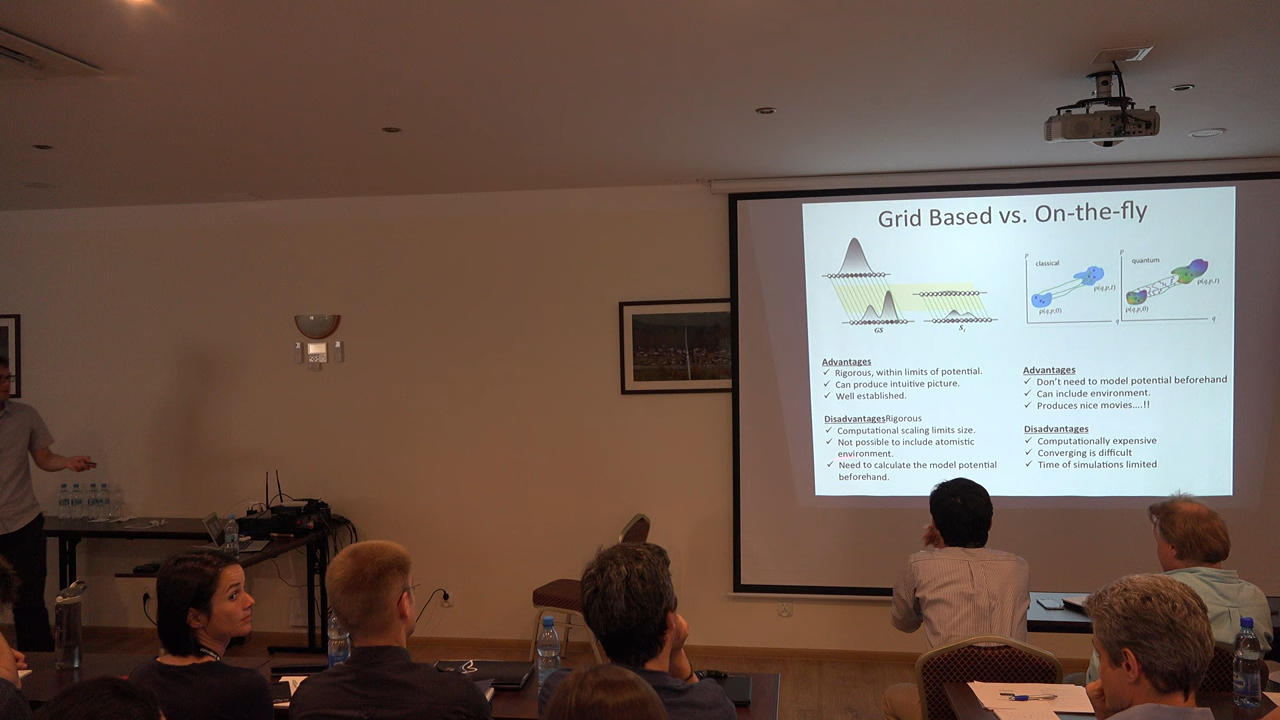 Grid Based vs. On-the-fly
GS
S₁
p
classical
ρ(q,p,t)
ρ(q,p,0)
q
p
quantum
ρ(q,p,t)
ρ(q,p,0)
q
Advantages
✓ Rigorous, within limits of potential.
✓ Can produce intuitive picture.
✓ Well established.
DisadvantagesRigorous
✓ Computational scaling limits size.
✓ Not possible to include atomistic
environment.
✓ Need to calculate the model potential
beforehand.
Advantages
✓ Don't need to model potential beforehand
✓ Can include environment.
✓ Produces nice movies....!!
Disadvantages
✓ Computationally expensive
✓ Converging is difficult
✓ Time of simulations limited